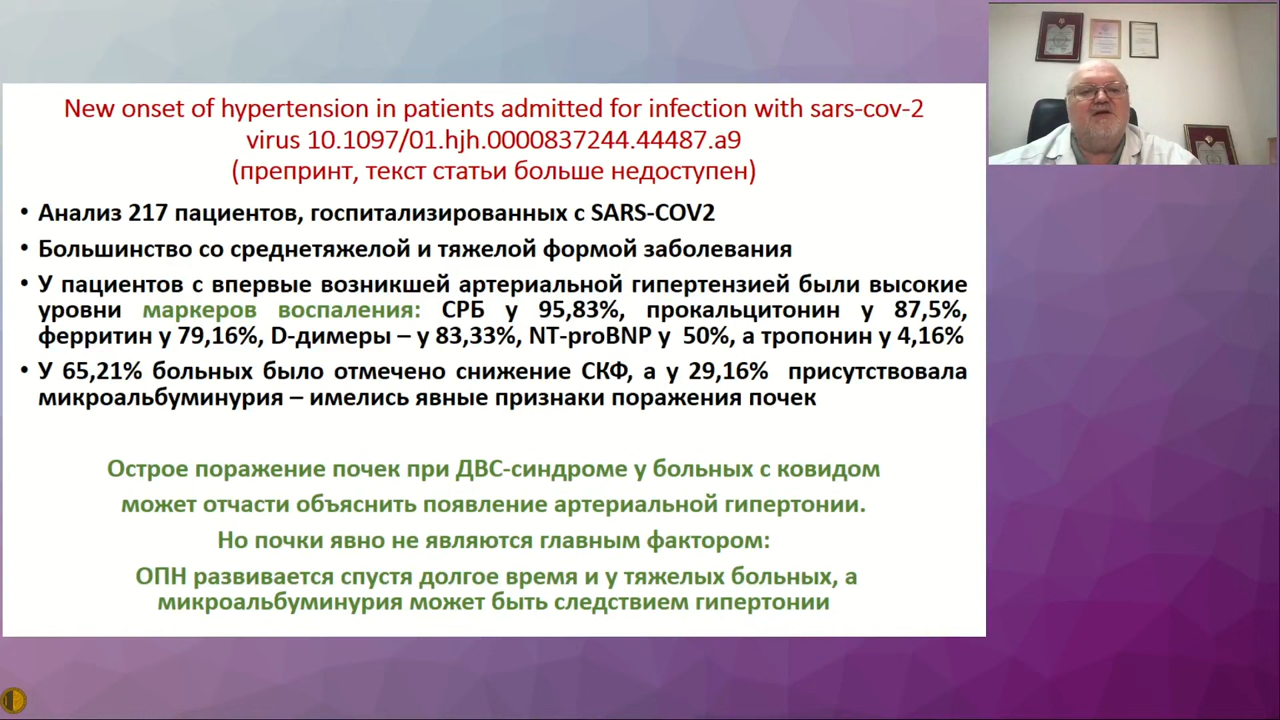 New onset of hypertension in patients admitted for infection with sars-cov-2
virus 10.1097/01.hjh.0000837244.44487.a9
(препринт, текст статьи больше недоступен)
• Анализ 217 пациентов, госпитализированных с SARS-COV2
• Большинство со среднетяжелой и тяжелой формой заболевания
• У пациентов с впервые возникшей артериальной гипертензией были высокие
уровни маркеров воспаления: СРБ у 95,83%, прокальцитонин у 87,5%,
ферритин у 79,16%, D-димеры – у 83,33%, NT-proBNP у 50%, а тропонин у 4,16%
• У 65,21% больных было отмечено снижение СКФ, а у 29,16% присутствовала
микроальбуминурия – имелись явные признаки поражения почек
Острое поражение почек при ДВС-синдроме у больных с ковидом
может отчасти объяснить появление артериальной гипертонии.
Но почки явно не являются главным фактором:
ОПН развивается спустя долгое время и у тяжелых больных, а
микроальбуминурия может быть следствием гипертонии